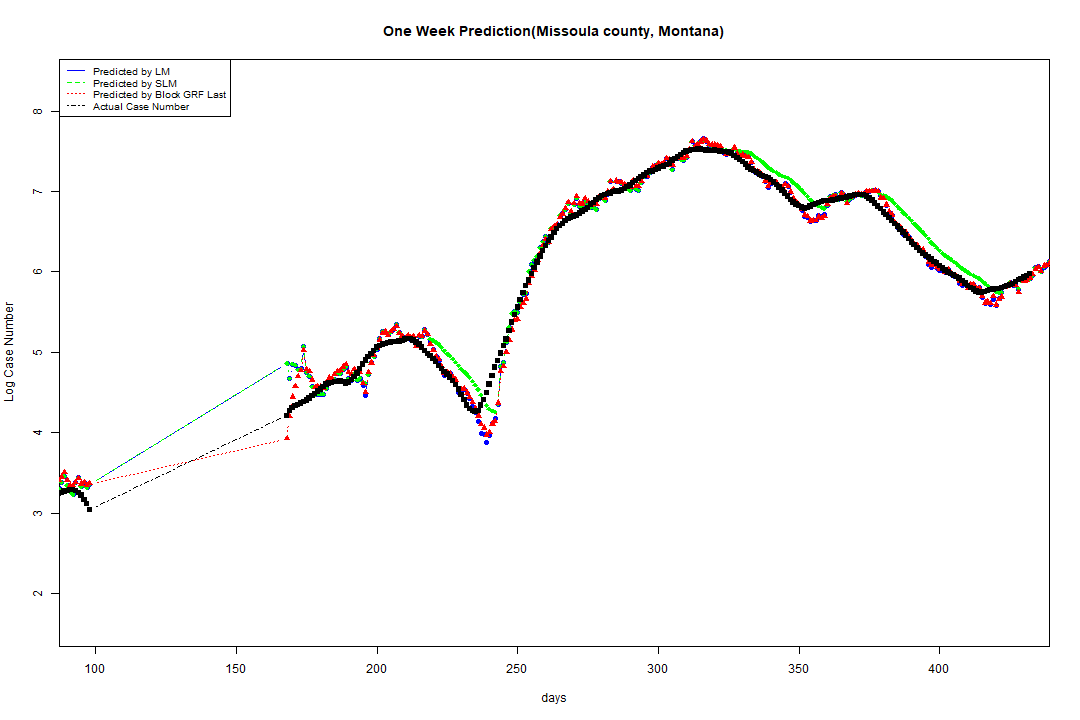 One Week Prediction(Missoula county, Montana)
Predicted by LM
Predicted by SLM
Predicted by Block GRF Last
Actual Case Number
8
7
6
5
4
3
2
Log Case Number
100 150 200 250 300 350 400
days